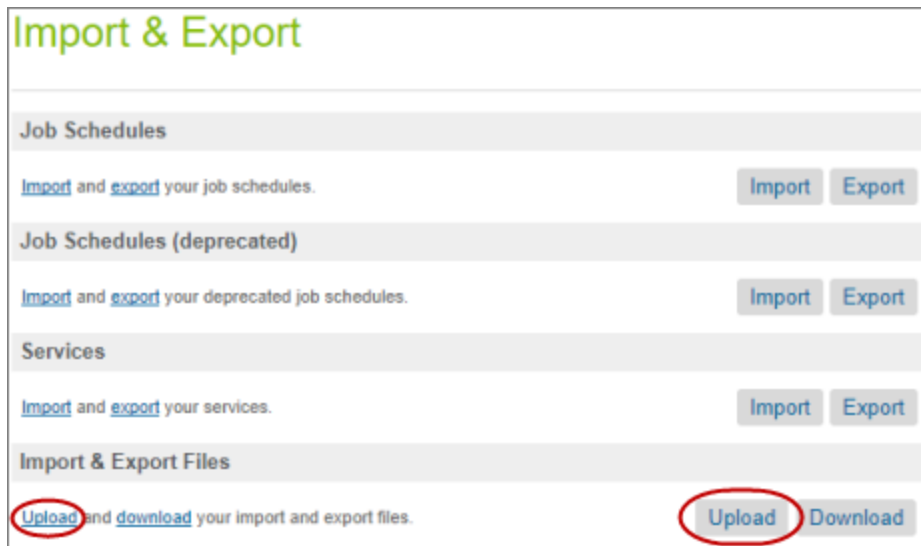 Import & Export
Job Schedules
Import and export your job schedules. Import Export
Job Schedules (deprecated)
Import and export your deprecated job schedules. Import Export
Services
Import and export your services. Import Export
Import & Export Files
Upload and download your import and export files. Upload Download